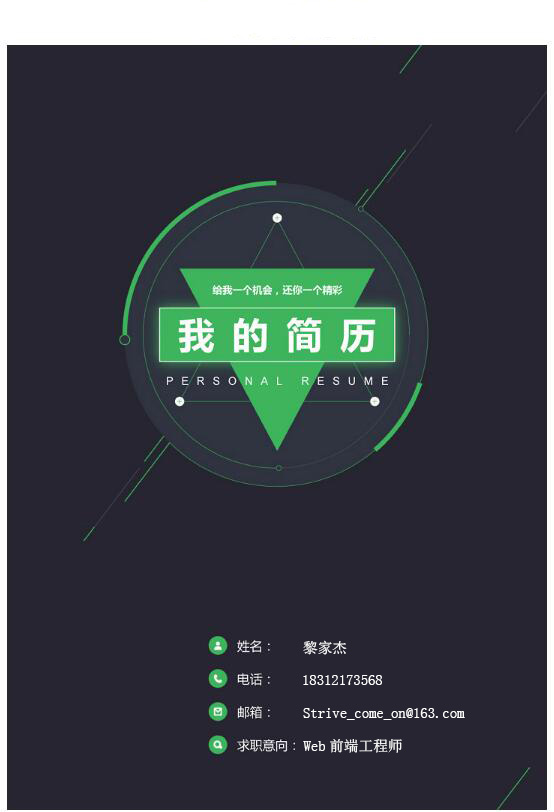 给我一个机会，还你一个精彩
我的简历
PERSONAL RESUME
姓名： 黎家杰
电话： 18312173568
邮箱： Strive_come_on@163.com
求职意向： Web 前端工程师